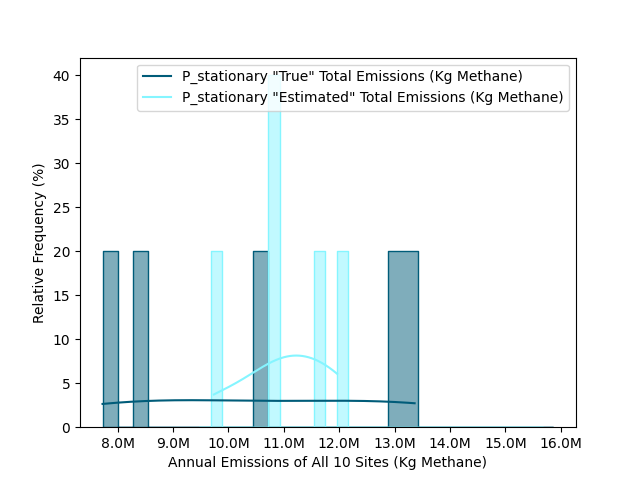 P_stationary "True" Total Emissions (Kg Methane)
P_stationary "Estimated" Total Emissions (Kg Methane)
40
35
30
25
20
15
10
5
0
Relative Frequency (%)
8.0M 9.0M 10.0M 11.0M 12.0M 13.0M 14.0M 15.0M 16.0M
Annual Emissions of All 10 Sites (Kg Methane)